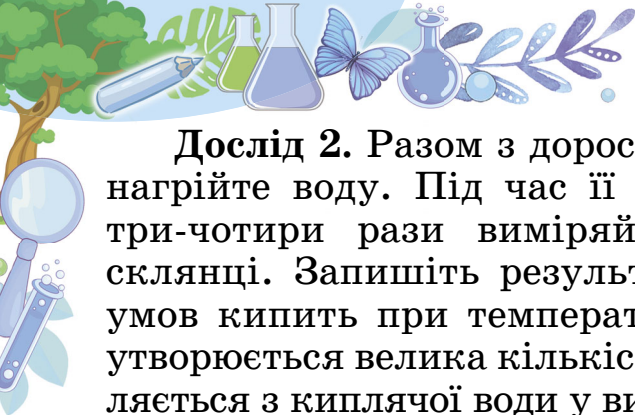 Дослід 2. Разом з дорос
нагрійте воду. Під час її
три-чотири рази виміряй
склянці. Запишіть результ
умов кипить при температ
утворюється велика кількіс
ляється з киплячої води у ви